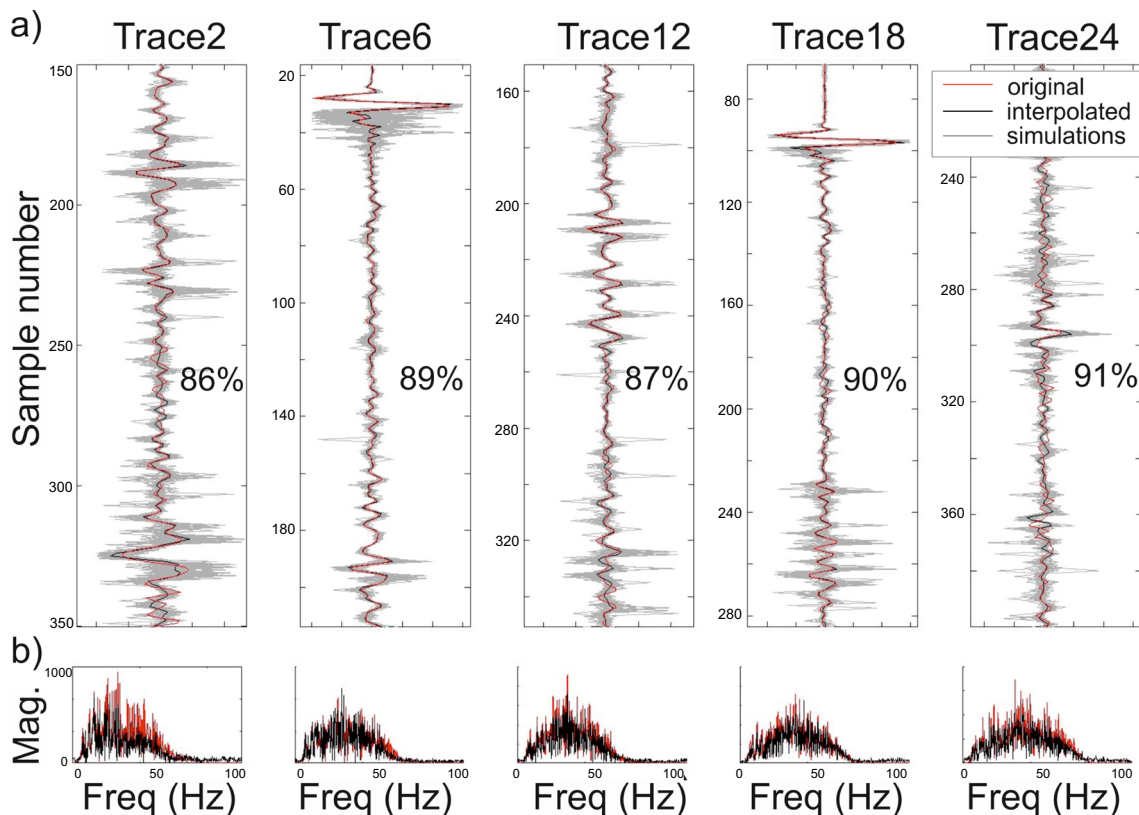 a)
Trace2 Trace6 Trace12 Trace18 Trace24
original
interpolated
simulations
Sample number
150 200 250 300 350
20 60 100 140 180
160 200 240 280 320
80 120 160 200 240 280
240 280 320 360
86% 89% 87% 90% 91%
b)
Mag.
1000
0
0 50 100 0 50 100 0 50 100 0 50 100 0 50 100
Freq (Hz) Freq (Hz) Freq (Hz) Freq (Hz) Freq (Hz)